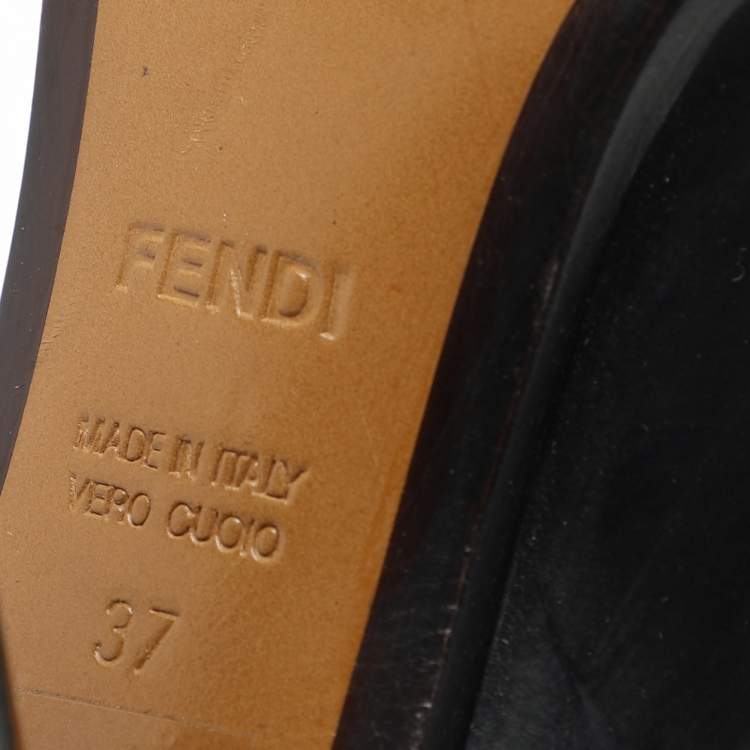 FENDI
MADE IN ITALY
VERO CUOIO
37